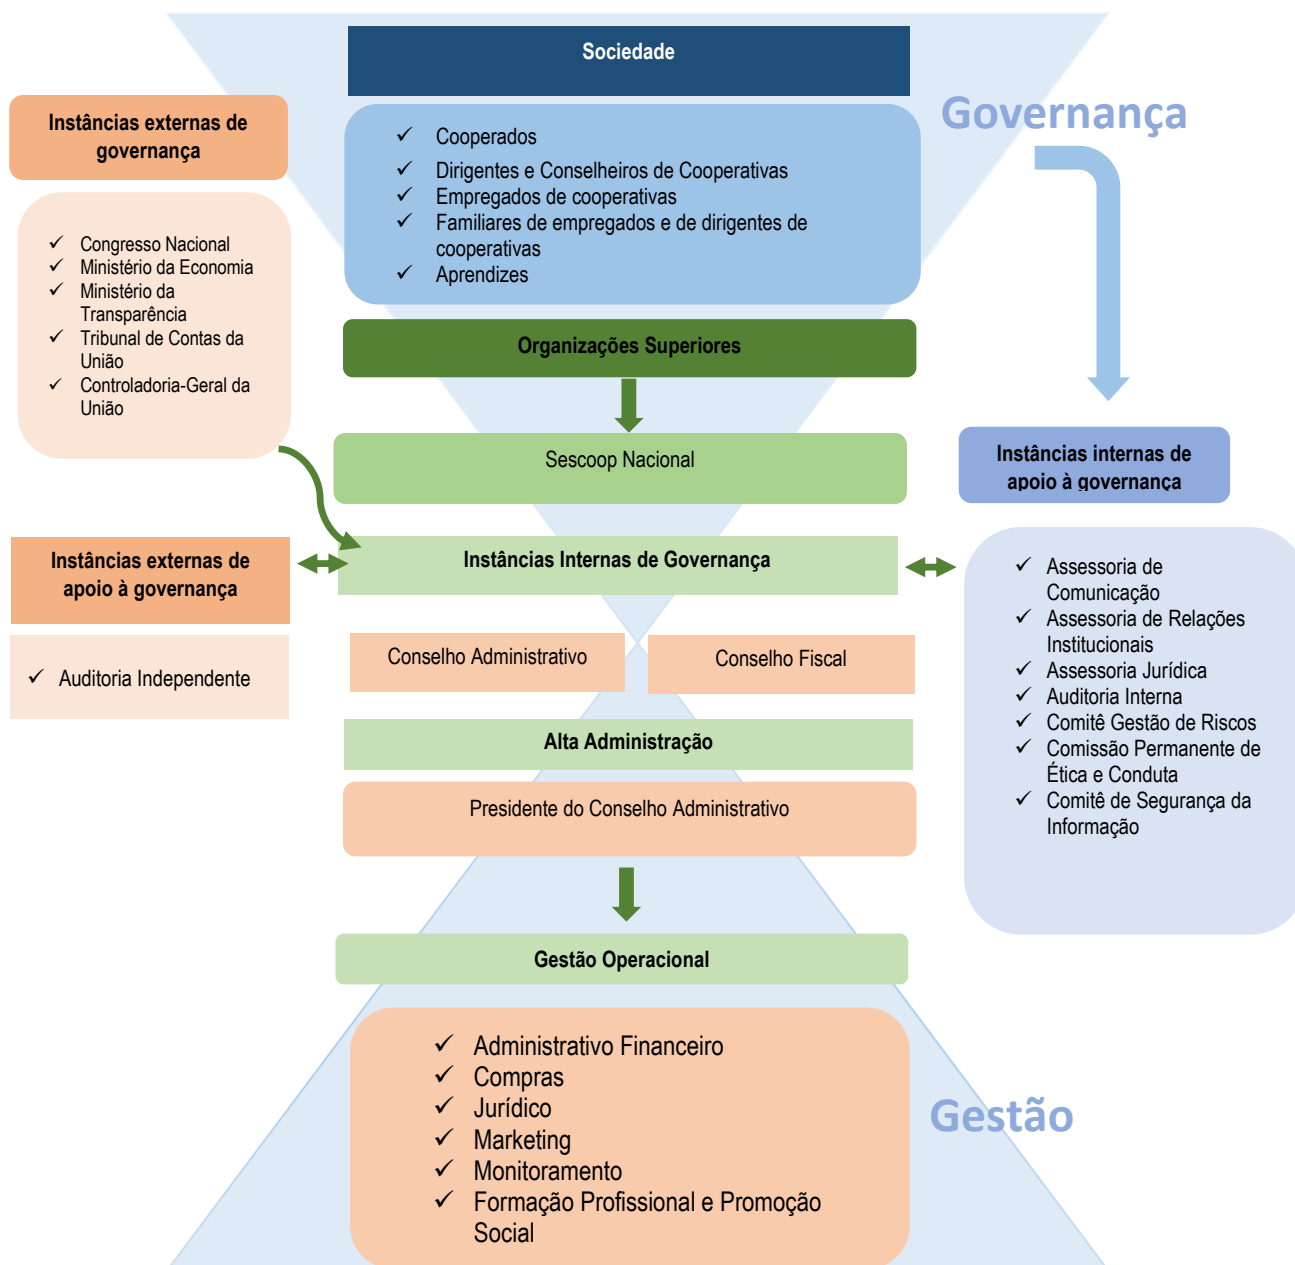 Sociedade
Governança
Instâncias externas de
governança
✓ Cooperados
✓ Dirigentes e Conselheiros de Cooperativas
✓ Empregados de cooperativas
✓ Familiares de empregados e de dirigentes de
cooperativas
✓ Aprendizes
✓ Congresso Nacional
✓ Ministério da Economia
✓ Ministério da
Transparência
✓ Tribunal de Contas da
União
✓ Controladoria-Geral da
União
Organizações Superiores
Sescoop Nacional
Instâncias internas de
apoio à governança
Instâncias externas de
apoio à governança
Instâncias Internas de Governança
✓ Auditoria Independente
Conselho Administrativo
Conselho Fiscal
✓ Assessoria de
Comunicação
✓ Assessoria de Relações
Institucionais
✓ Assessoria Jurídica
✓ Auditoria Interna
✓ Comitê Gestão de Riscos
✓ Comissão Permanente de
Ética e Conduta
✓ Comitê de Segurança da
Informação
Alta Administração
Presidente do Conselho Administrativo
Gestão Operacional
✓ Administrativo Financeiro
✓ Compras
✓ Jurídico
✓ Marketing
✓ Monitoramento
✓ Formação Profissional e Promoção
Social
Gestão